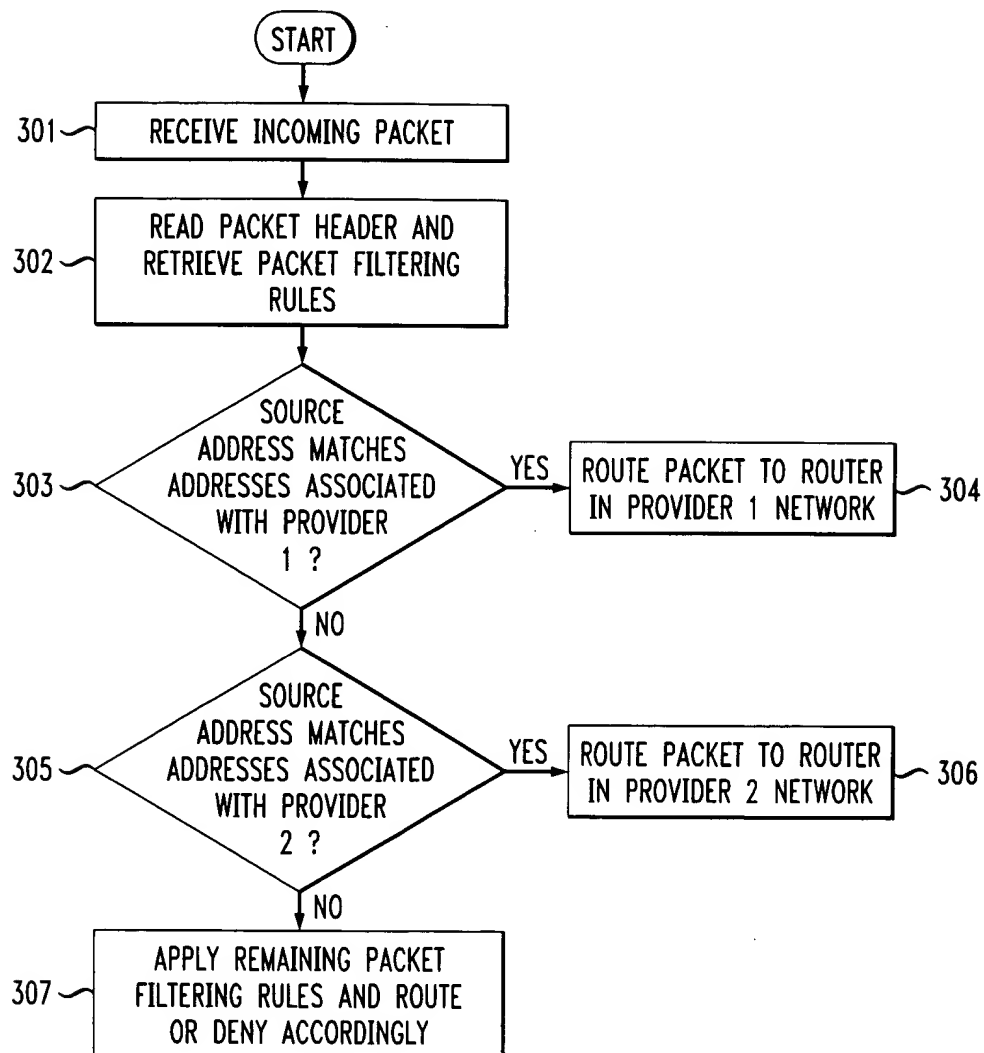 START
301
RECEIVE INCOMING PACKET
302
READ PACKET HEADER AND
RETRIEVE PACKET FILTERING
RULES
303
SOURCE
ADDRESS MATCHES
ADDRESSES ASSOCIATED
WITH PROVIDER
1 ?
YES
ROUTE PACKET TO ROUTER
IN PROVIDER 1 NETWORK
304
NO
305
SOURCE
ADDRESS MATCHES
ADDRESSES ASSOCIATED
WITH PROVIDER
2 ?
YES
ROUTE PACKET TO ROUTER
IN PROVIDER 2 NETWORK
306
NO
307
APPLY REMAINING PACKET
FILTERING RULES AND ROUTE
OR DENY ACCORDINGLY